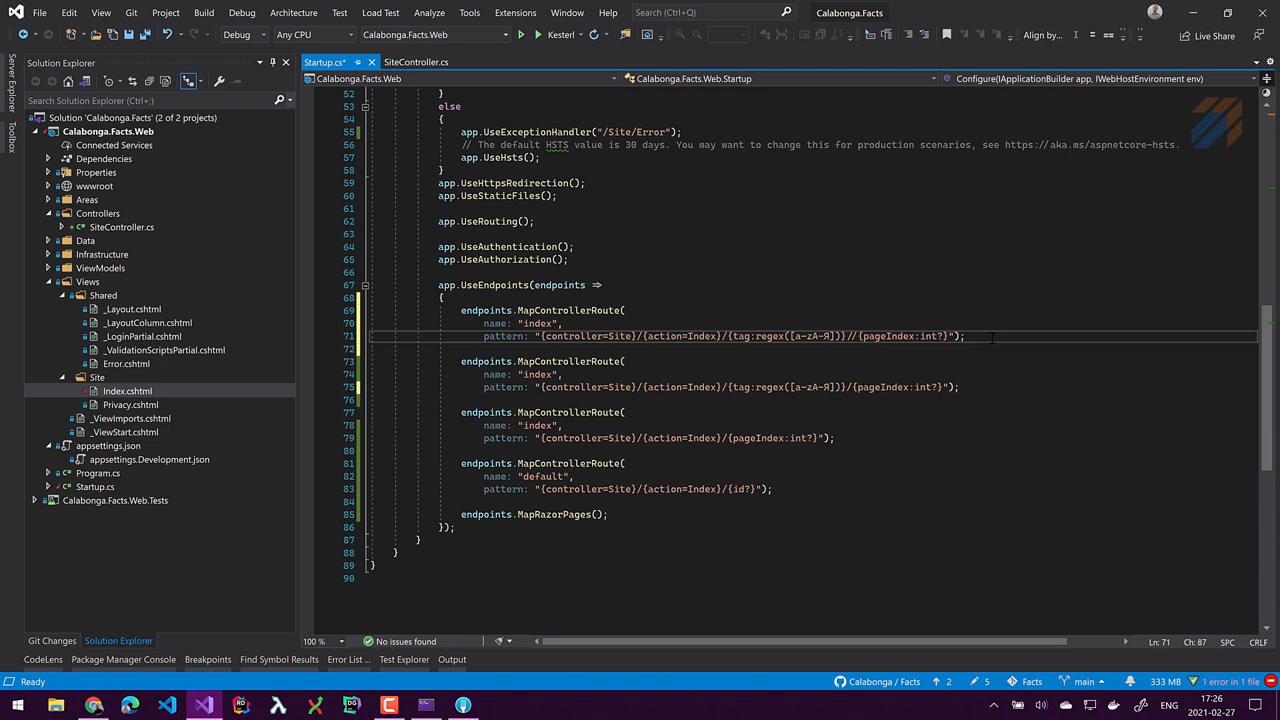 File Edit View Git Project Build Debug Architecture Test Load Test Analyze Tools Extensions Window Help Search (Ctrl+Q) Calabonga.Facts
Debug Any CPU Calabonga.Facts.Web Kestrel Align by... Live Share
Server Explorer
Toolbox
Solution Explorer
Search Solution Explorer (Ctrl+;)
Solution 'Calabonga.Facts' (2 of 2 projects)
Calabonga.Facts.Web
Connected Services
Dependencies
Properties
wwwroot
Areas
Controllers
SiteController.cs
Data
Infrastructure
ViewModels
Views
Shared
_Layout.cshtml
_LayoutColumn.cshtml
_LoginPartial.cshtml
_ValidationScriptsPartial.cshtml
Error.cshtml
Site
Index.cshtml
Privacy.cshtml
_ViewImports.cshtml
_ViewStart.cshtml
appsettings.json
appsettings.Development.json
Program.cs
Startup.cs
Calabonga.Facts.Web.Tests
Git Changes Solution Explorer
Startup.cs* SiteController.cs
Calabonga.Facts.Web Calabonga.Facts.Web.Startup Configure(IApplicationBuilder app, IWebHostEnvironment env)
52 }
53 else
54 {
55 app.UseExceptionHandler("/Site/Error");
56 // The default HSTS value is 30 days. You may want to change this for production scenarios, see https://aka.ms/aspnetcore-hsts.
57 app.UseHsts();
58 }
59 app.UseHttpsRedirection();
60 app.UseStaticFiles();
61
62 app.UseRouting();
63
64 app.UseAuthentication();
65 app.UseAuthorization();
66
67 app.UseEndpoints(endpoints =>
68 {
69 endpoints.MapControllerRoute(
70 name: "index",
71 pattern: "{controller=Site}/{action=Index}/{tag:regex([a-zA-Я])}//{pageIndex:int?}");
72
73 endpoints.MapControllerRoute(
74 name: "index",
75 pattern: "{controller=Site}/{action=Index}/{tag:regex([a-zA-Я])}/{pageIndex:int?}");
76
77 endpoints.MapControllerRoute(
78 name: "index",
79 pattern: "{controller=Site}/{action=Index}/{pageIndex:int?}");
80
81 endpoints.MapControllerRoute(
82 name: "default",
83 pattern: "{controller=Site}/{action=Index}/{id?}");
84
85 endpoints.MapRazorPages();
86 });
87 }
88 }
89 }
90
100 % No issues found Ln: 71 Ch: 87 SPC CRLF
CodeLens Package Manager Console Breakpoints Find Symbol Results Error List ... Test Explorer Output
Ready Calabonga / Facts 2 5 Facts main 333 MB 1 error in 1 file
ENG 17:26
2021-02-27